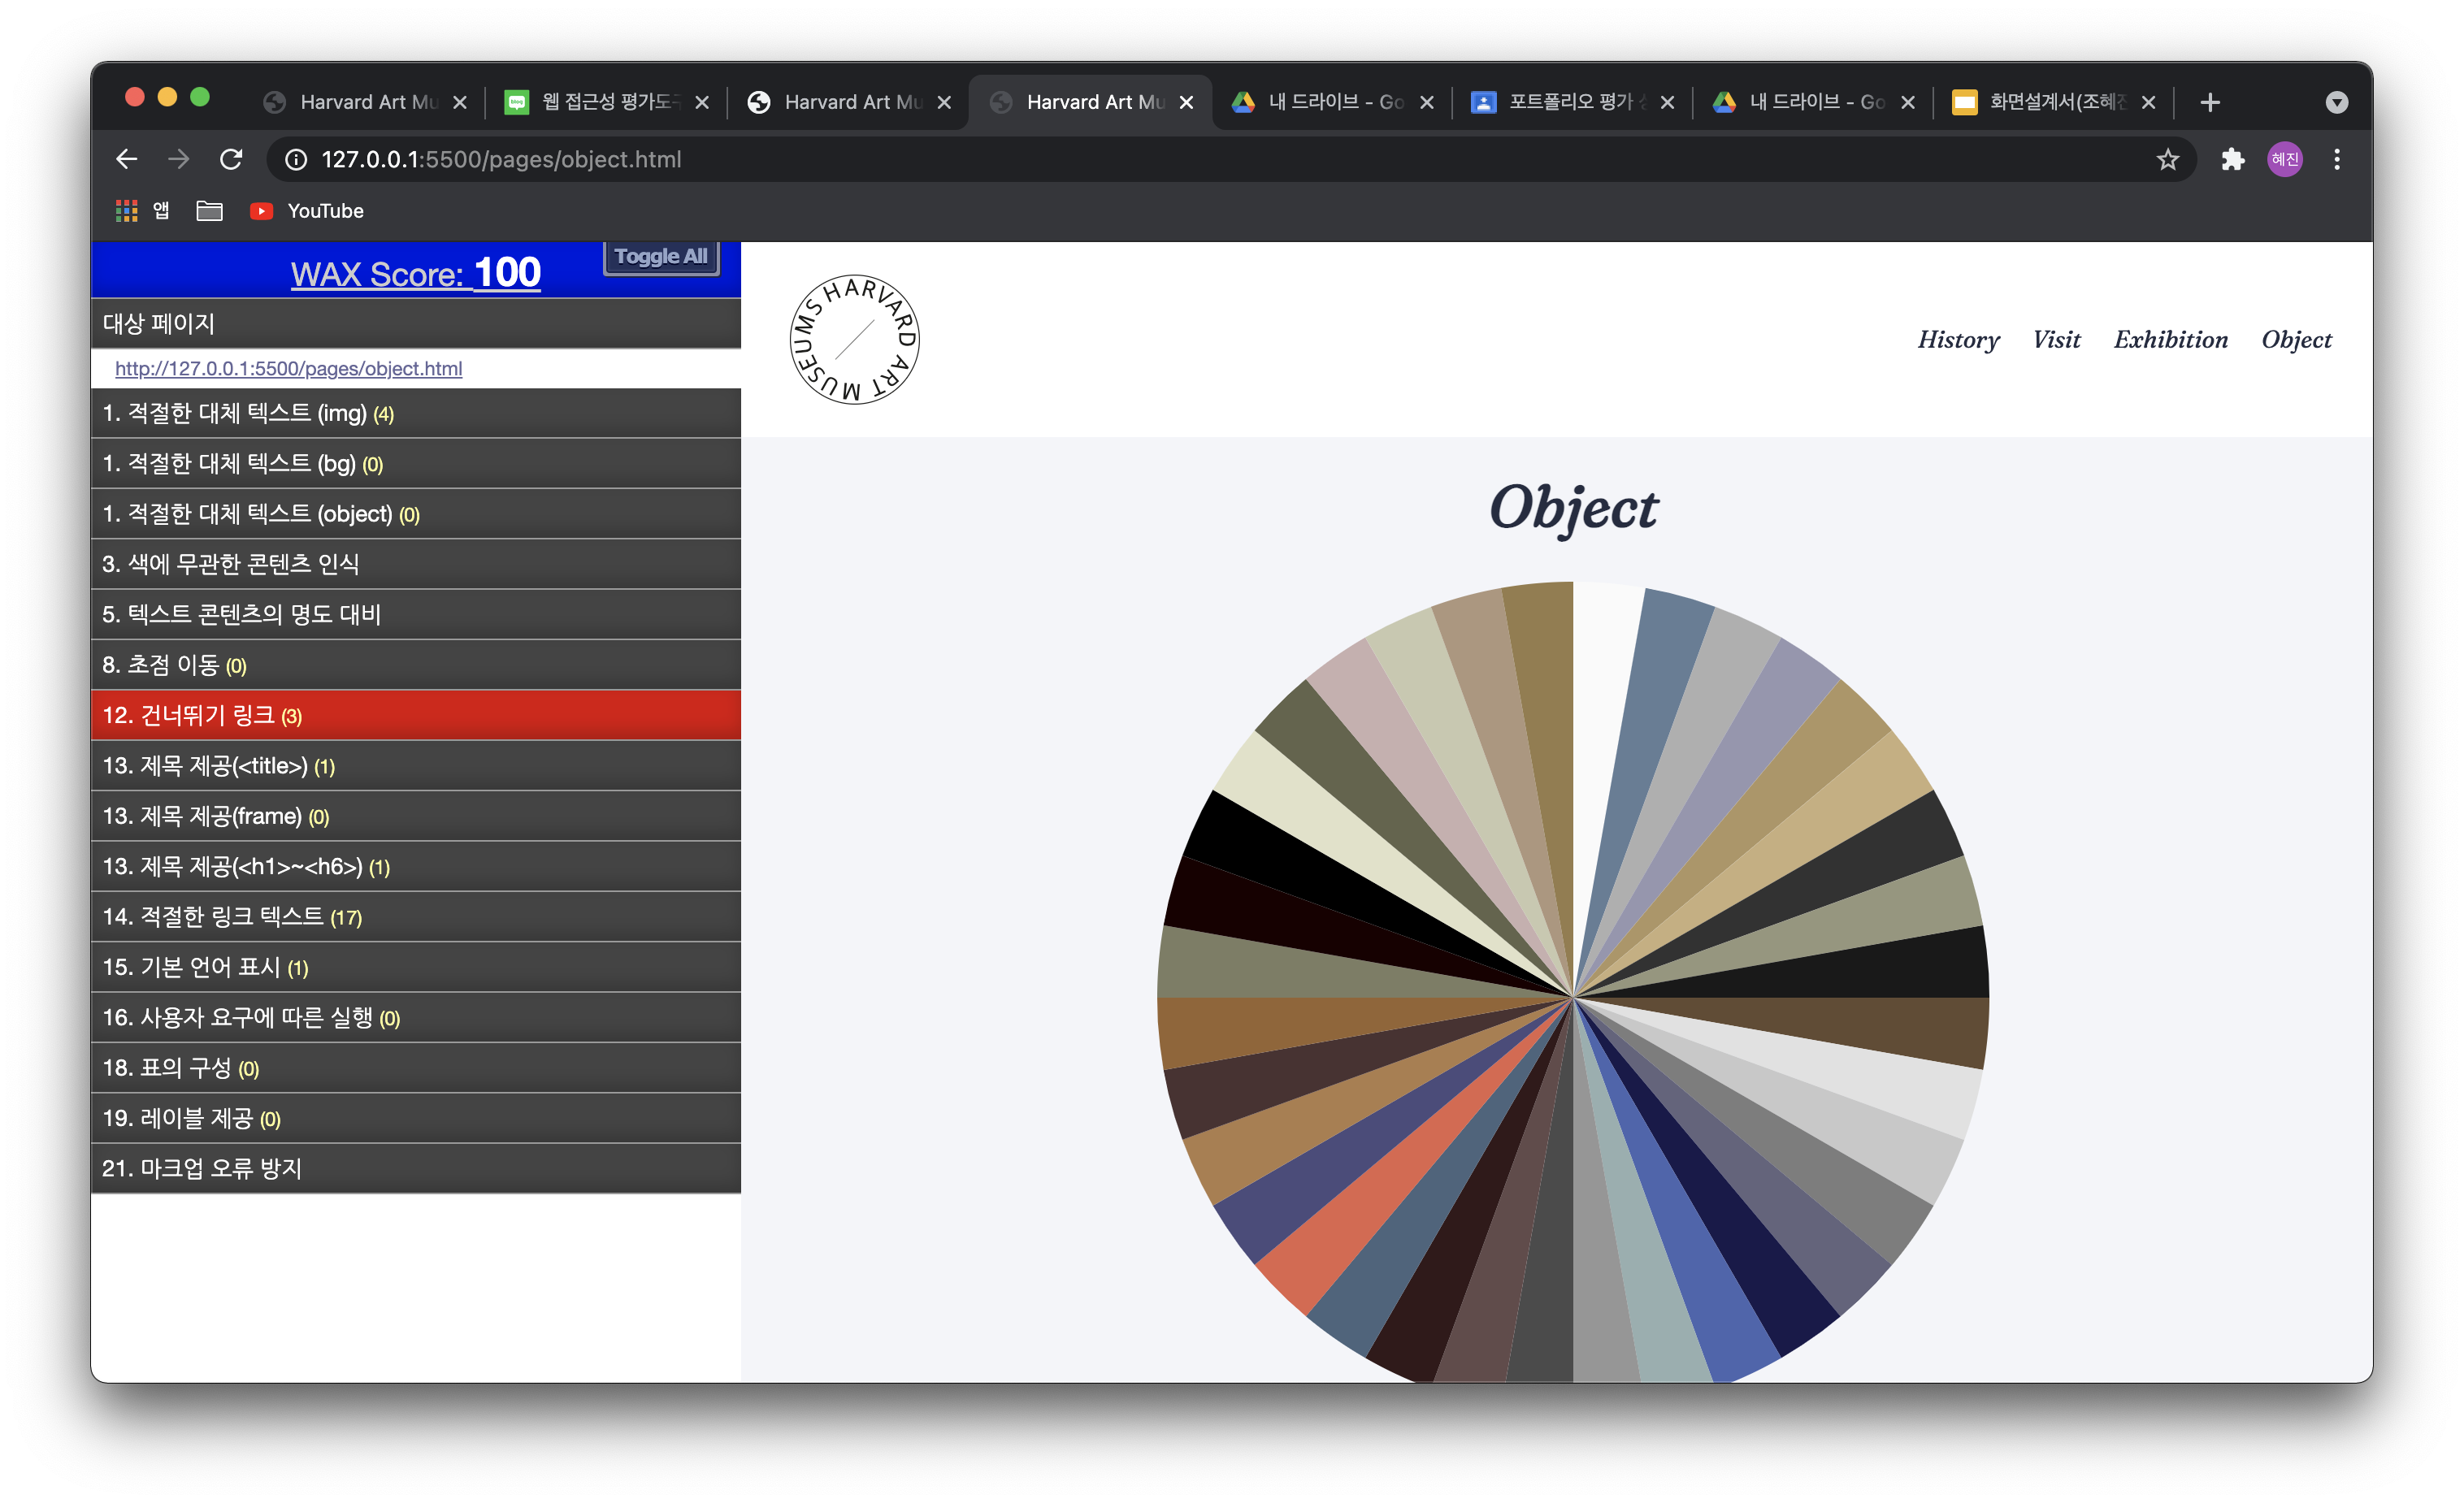 Harvard Art Mu
웹 접근성 평가도구
Harvard Art Mu
Harvard Art Mu
내 드라이브 - Go
포트폴리오 평가
내 드라이브 - Go
화면설계서(조혜진
127.0.0.1:5500/pages/object.html
혜진
앱
YouTube
WAX Score: 100
Toggle All
대상 페이지
http://127.0.0.1:5500/pages/object.html
1. 적절한 대체 텍스트 (img) (4)
1. 적절한 대체 텍스트 (bg) (0)
1. 적절한 대체 텍스트 (object) (0)
3. 색에 무관한 콘텐츠 인식
5. 텍스트 콘텐츠의 명도 대비
8. 초점 이동 (0)
12. 건너뛰기 링크 (3)
13. 제목 제공(<title>) (1)
13. 제목 제공(frame) (0)
13. 제목 제공(<h1>~<h6>) (1)
14. 적절한 링크 텍스트 (17)
15. 기본 언어 표시 (1)
16. 사용자 요구에 따른 실행 (0)
18. 표의 구성 (0)
19. 레이블 제공 (0)
21. 마크업 오류 방지
HARVARD ART MUSEUMS
History Visit Exhibition Object
Object